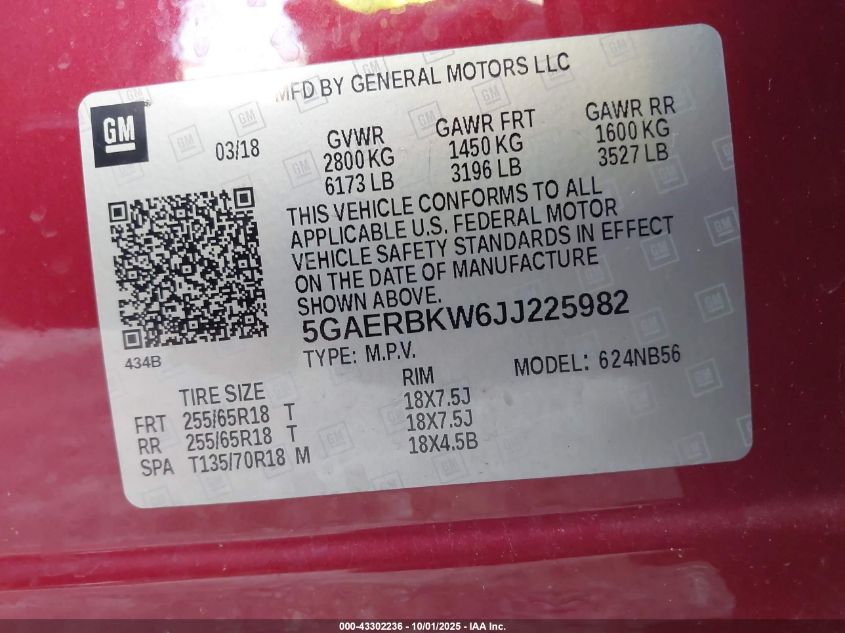 MFD BY GENERAL MOTORS LLC
GM
03/18
GVWR GAWR FRT GAWR RR
2800 KG 1450 KG 1600 KG
6173 LB 3196 LB 3527 LB
THIS VEHICLE CONFORMS TO ALL
APPLICABLE U.S. FEDERAL MOTOR
VEHICLE SAFETY STANDARDS IN EFFECT
ON THE DATE OF MANUFACTURE
SHOWN ABOVE.
5GAERBKW6JJ225982
434B
TYPE: M.P.V. MODEL: 624NB56
TIRE SIZE RIM
FRT 255/65R18 T 18X7.5J
RR 255/65R18 T 18X7.5J
SPA T135/70R18 M 18X4.5B
000-43302236 - 10/01/2025 - IAA Inc.